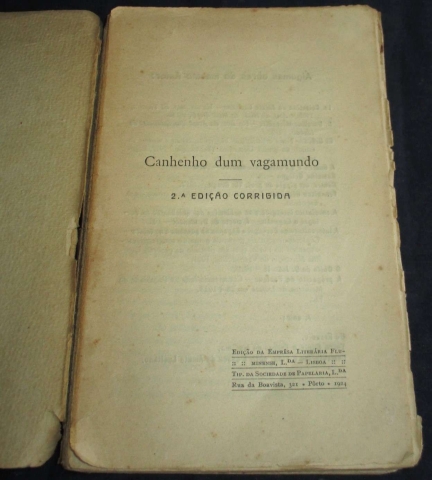 Canhenho dum vagamundo
2.ᴬ EDIÇÃO CORRIGIDA
EDIÇÃO DA EMPRÊSA LITERÁRIA FLU-
:: :: MINENSE, L.DA — LISBOA :: ::
TIP. DA SOCIEDADE DE PAPELARIA, L.DA
RUA DA BOAVISTA, 321 • PÔRTO • 1924